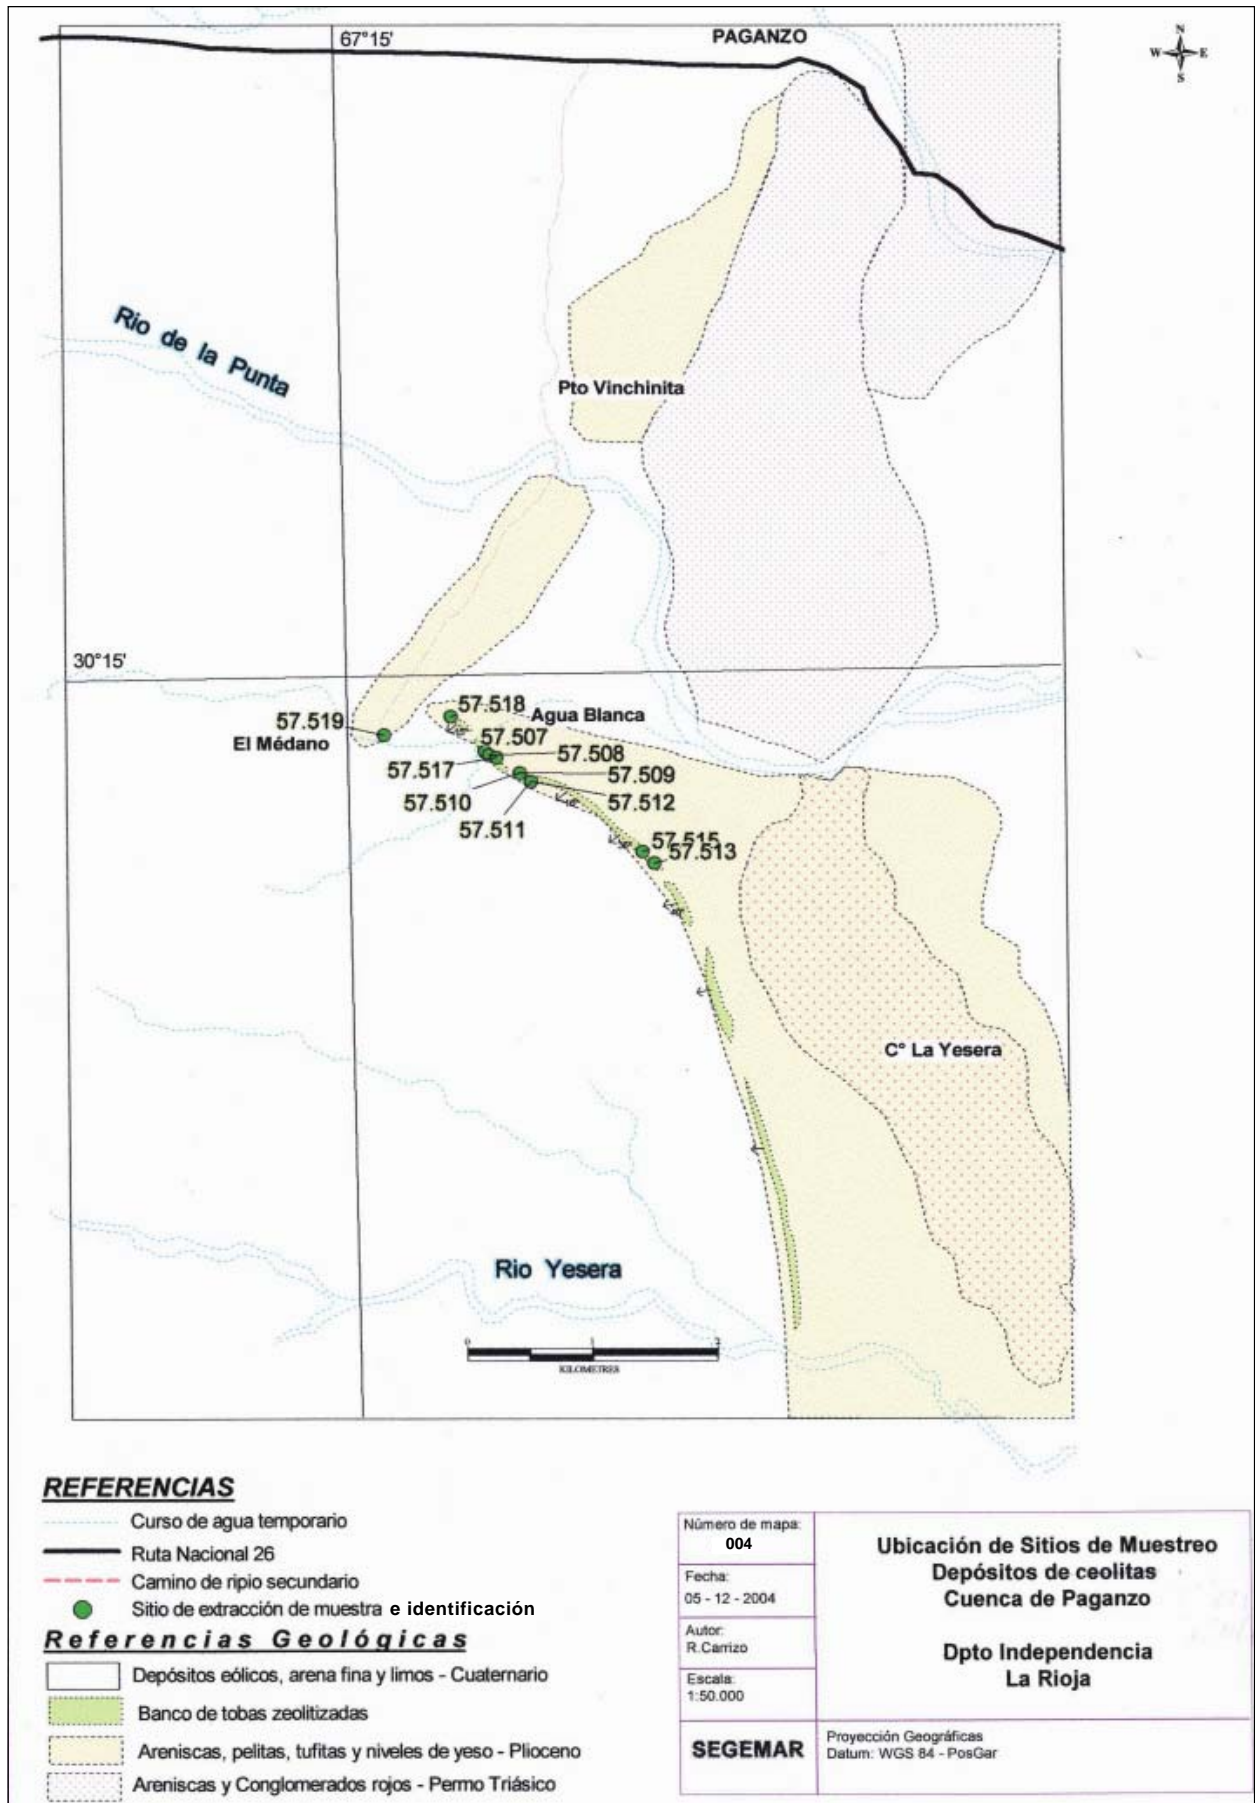 67°15'
PAGANZO
N
W E
S
Rio de la Punta
Pto Vinchinita
30°15'
57.518
57.519
Agua Blanca
El Médano
57.507
57.508
57.517
57.509
57.510
57.512
57.511
57.515
57.513
C° La Yesera
Rio Yesera
0 1 2
KILOMETRES
REFERENCIAS
Curso de agua temporario
Ruta Nacional 26
Camino de ripio secundario
Sitio de extracción de muestra e identificación
Referencias Geológicas
Depósitos eólicos, arena fina y limos - Cuaternario
Banco de tobas zeolitizadas
Areniscas, pelitas, tufitas y niveles de yeso - Plioceno
Areniscas y Conglomerados rojos - Permo Triásico
Número de mapa:
004
Fecha:
05 - 12 - 2004
Autor:
R.Carrizo
Escala:
1:50.000
SEGEMAR
Ubicación de Sitios de Muestreo
Depósitos de ceolitas
Cuenca de Paganzo
Dpto Independencia
La Rioja
Proyección Geográficas
Datum: WGS 84 - PosGar